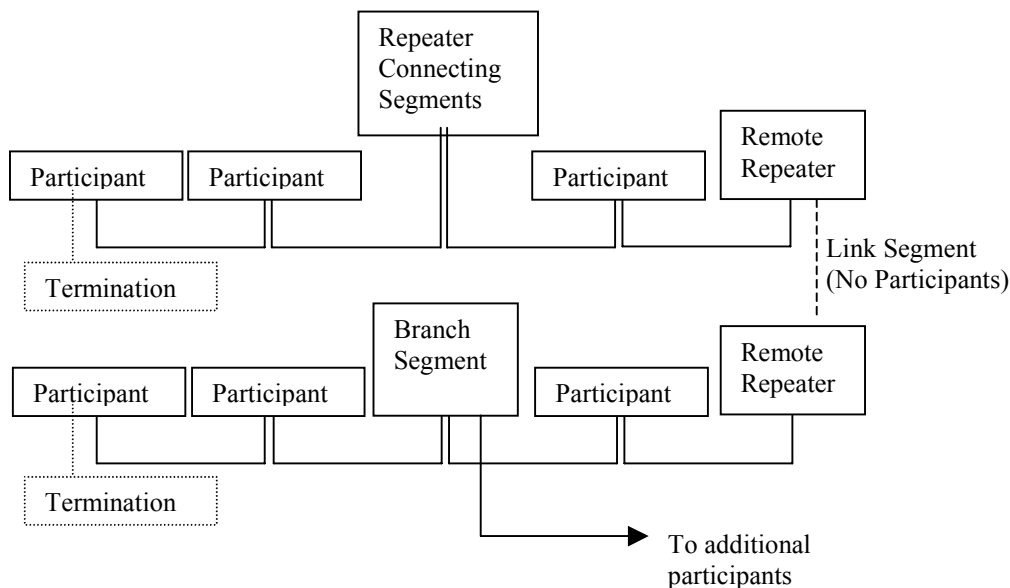 Repeater
Connecting
Segments
Participant
Participant
Participant
Remote
Repeater
Termination
Link Segment
(No Participants)
Participant
Participant
Branch
Segment
Participant
Remote
Repeater
Termination
To additional
participants